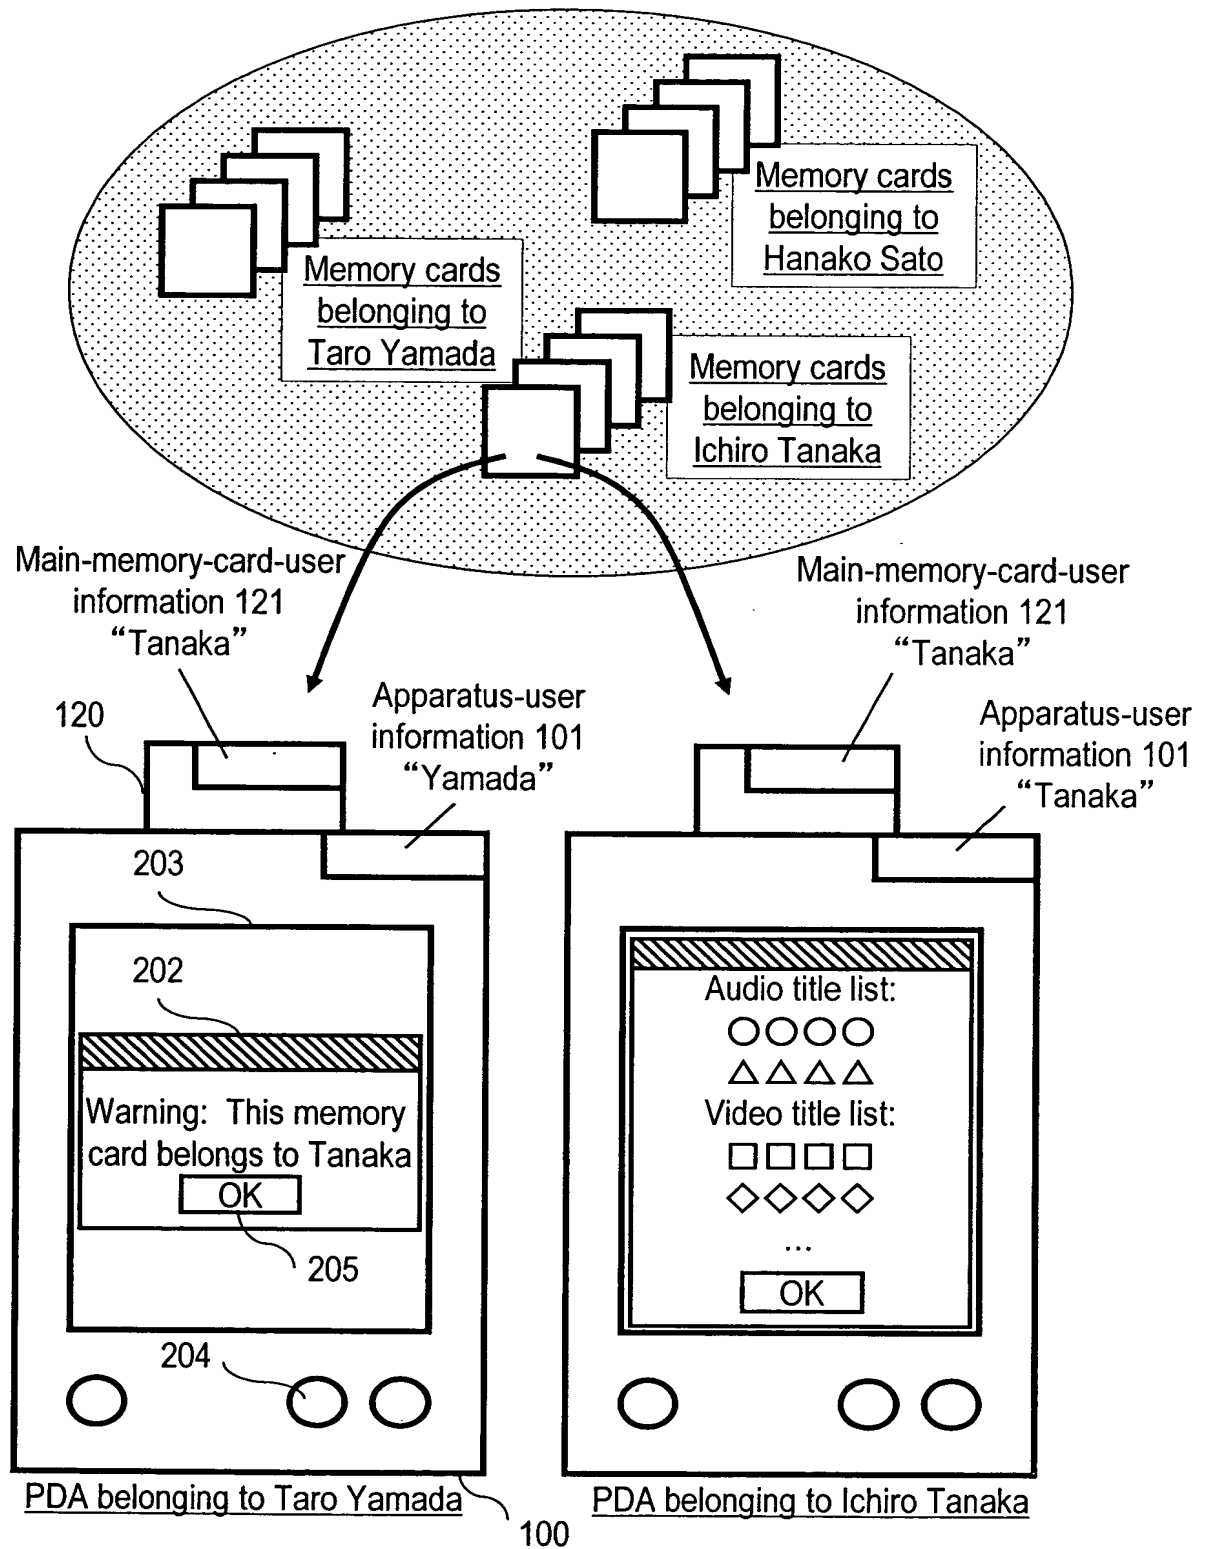 Memory cards
belonging to
Hanako Sato
Memory cards
belonging to
Taro Yamada
Memory cards
belonging to
Ichiro Tanaka
Main-memory-card-user
information 121
“Tanaka”
Main-memory-card-user
information 121
“Tanaka”
120
Apparatus-user
information 101
“Yamada”
Apparatus-user
information 101
“Tanaka”
203
202
Warning: This memory
card belongs to Tanaka
OK
205
204
Audio title list:
○○○○
△△△△
Video title list:
□□□□
◇◇◇◇
...
OK
PDA belonging to Taro Yamada
100
PDA belonging to Ichiro Tanaka